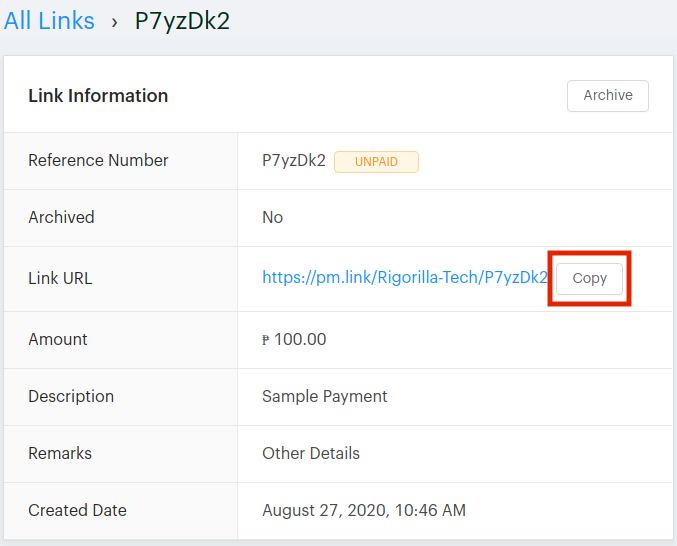 All Links › P7yzDk2
Link Information Archive
Reference Number P7yzDk2 UNPAID
Archived No
Link URL https://pm.link/Rigorilla-Tech/P7yzDk2 Copy
Amount ₱ 100.00
Description Sample Payment
Remarks Other Details
Created Date August 27, 2020, 10:46 AM